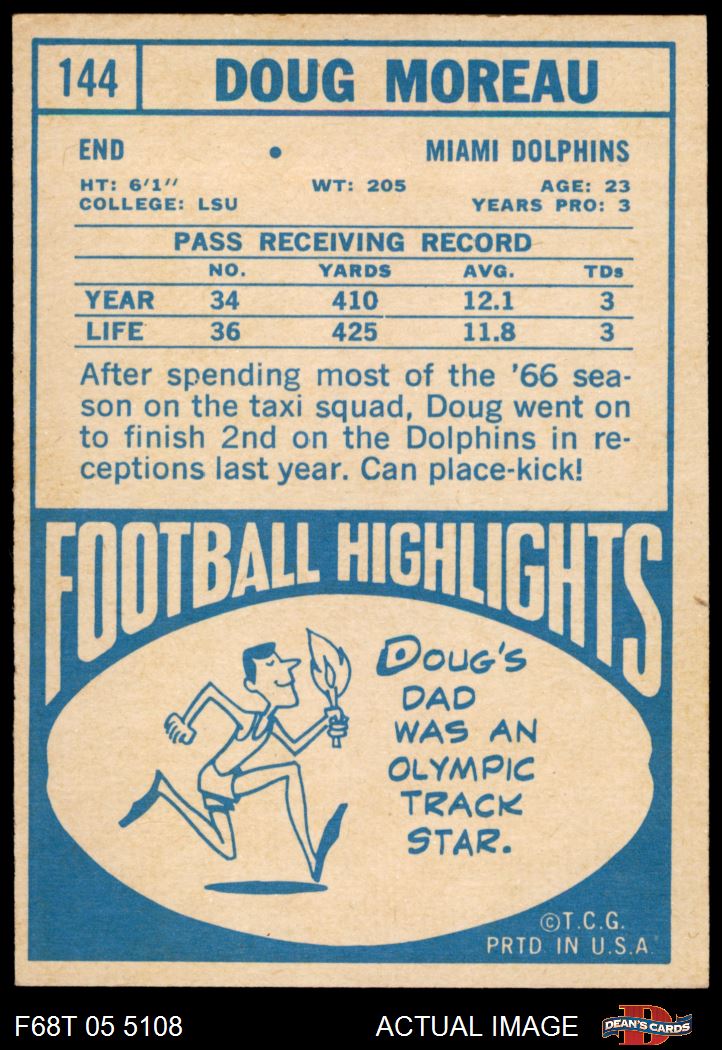 144 DOUG MOREAU
END • MIAMI DOLPHINS
HT: 6'1" WT: 205 AGE: 23
COLLEGE: LSU YEARS PRO: 3
PASS RECEIVING RECORD
NO. YARDS AVG. TDs
YEAR 34 410 12.1 3
LIFE 36 425 11.8 3
After spending most of the '66 sea-
son on the taxi squad, Doug went on
to finish 2nd on the Dolphins in re-
ceptions last year. Can place-kick!
FOOTBALL HIGHLIGHTS
DOUG'S
DAD
WAS AN
OLYMPIC
TRACK
STAR.
©T.C.G.
PRTD IN U.S.A.
F68T 05 5108 ACTUAL IMAGE D DEAN'S CARDS